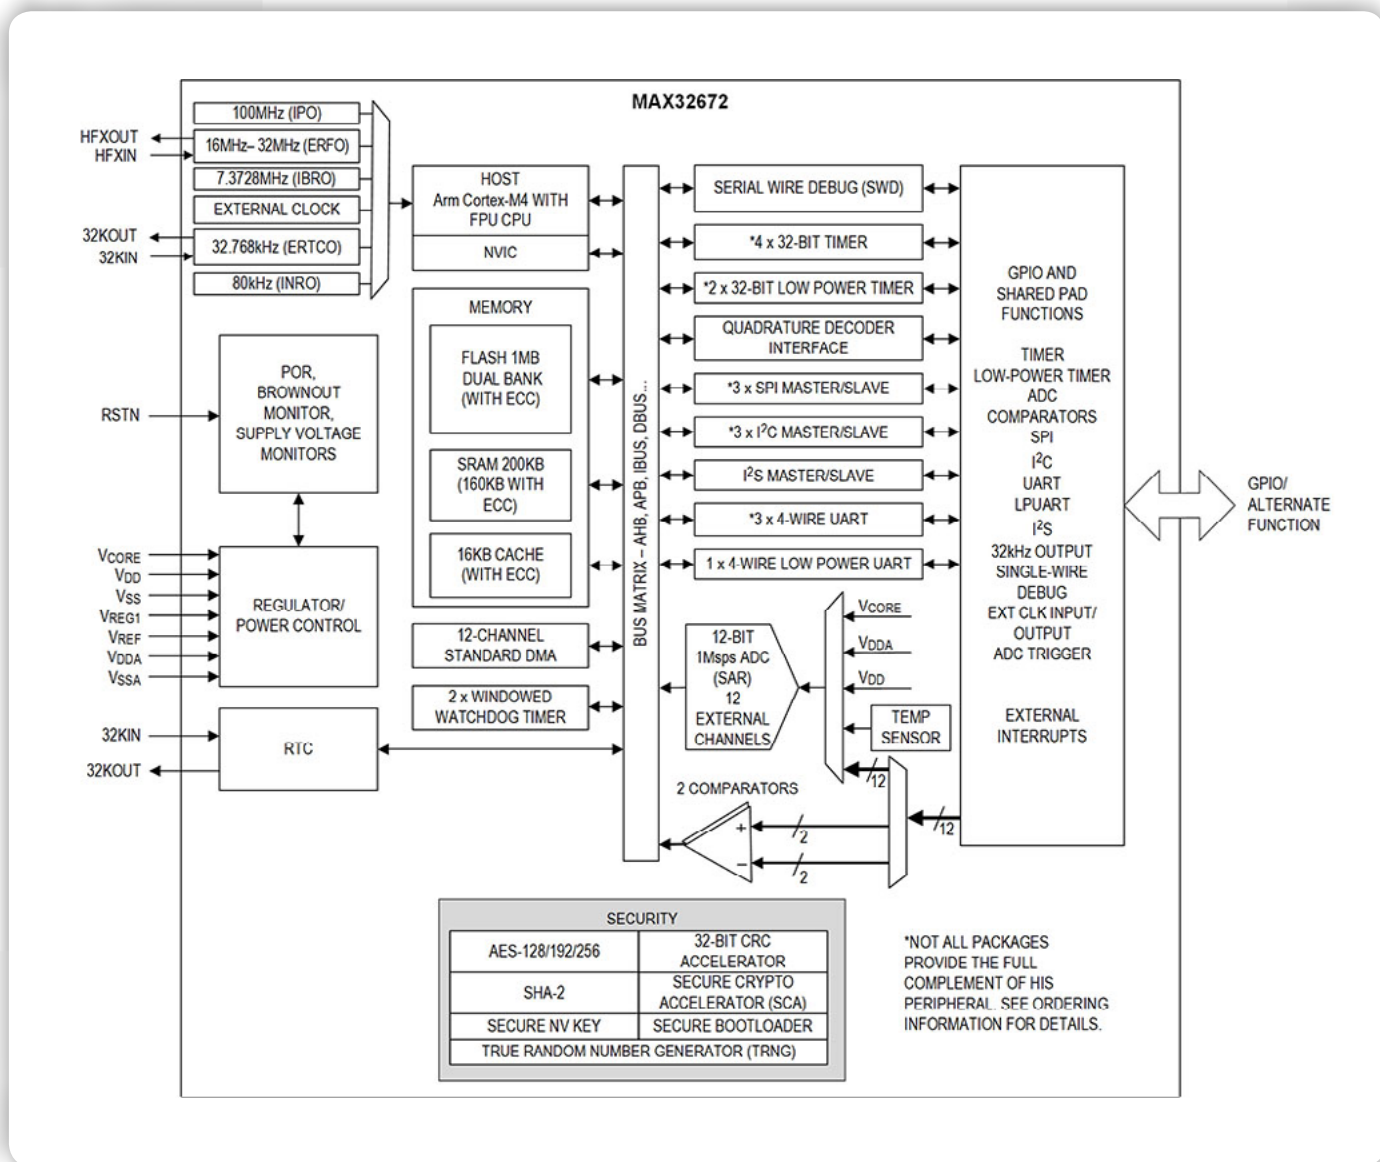 MAX32672
100MHz (IPO)
HFXOUT
HFXIN
16MHz– 32MHz (ERFO)
7.3728MHz (IBRO)
EXTERNAL CLOCK
32KOUT
32KIN
32.768kHz (ERTCO)
80kHz (INRO)
HOST
Arm Cortex-M4 WITH
FPU CPU
NVIC
MEMORY
FLASH 1MB
DUAL BANK
(WITH ECC)
SRAM 200KB
(160KB WITH
ECC)
16KB CACHE
(WITH ECC)
12-CHANNEL
STANDARD DMA
2 x WINDOWED
WATCHDOG TIMER
RSTN
POR,
BROWNOUT
MONITOR,
SUPPLY VOLTAGE
MONITORS
VCORE
VDD
VSS
VREG1
VREF
VDDA
VSSA
REGULATOR/
POWER CONTROL
32KIN
32KOUT
RTC
BUS MATRIX – AHB, APB, IBUS, DBUS...
SERIAL WIRE DEBUG (SWD)
*4 x 32-BIT TIMER
*2 x 32-BIT LOW POWER TIMER
QUADRATURE DECODER
INTERFACE
*3 x SPI MASTER/SLAVE
*3 x I²C MASTER/SLAVE
I²S MASTER/SLAVE
*3 x 4-WIRE UART
1 x 4-WIRE LOW POWER UART
12-BIT
1Msps ADC
(SAR)
12
EXTERNAL
CHANNELS
VCORE
VDDA
VDD
TEMP
SENSOR
12
2 COMPARATORS
+
−
2
2
12
GPIO AND
SHARED PAD
FUNCTIONS
TIMER
LOW-POWER TIMER
ADC
COMPARATORS
SPI
I²C
UART
LPUART
I²S
32kHz OUTPUT
SINGLE-WIRE
DEBUG
EXT CLK INPUT/
OUTPUT
ADC TRIGGER
EXTERNAL
INTERRUPTS
GPIO/
ALTERNATE
FUNCTION
SECURITY
AES-128/192/256
32-BIT CRC
ACCELERATOR
SHA-2
SECURE CRYPTO
ACCELERATOR (SCA)
SECURE NV KEY
SECURE BOOTLOADER
TRUE RANDOM NUMBER GENERATOR (TRNG)
*NOT ALL PACKAGES
PROVIDE THE FULL
COMPLEMENT OF HIS
PERIPHERAL. SEE ORDERING
INFORMATION FOR DETAILS.